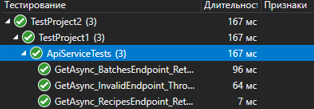 Тестирование Длительнос Признаки
TestProject2 (3) 167 мс
TestProject1 (3) 167 мс
ApiServiceTests (3) 167 мс
GetAsync_BatchesEndpoint_Ret... 96 мс
GetAsync_InvalidEndpoint_Thro... 64 мс
GetAsync_RecipesEndpoint_Ret... 7 мс